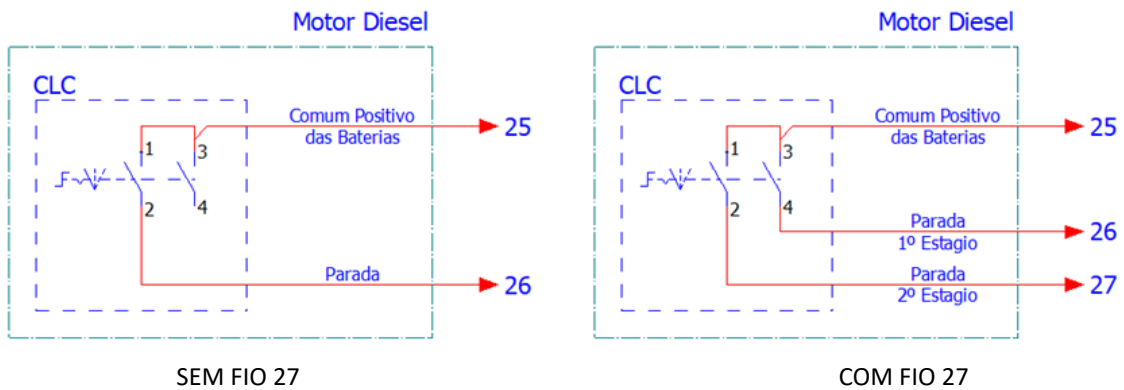 Motor Diesel
CLC
Comum Positivo
das Baterias
25
1
3
2
4
Parada
26
SEM FIO 27
Motor Diesel
CLC
Comum Positivo
das Baterias
25
1
3
2
4
Parada
1º Estagio
26
Parada
2º Estagio
27
COM FIO 27